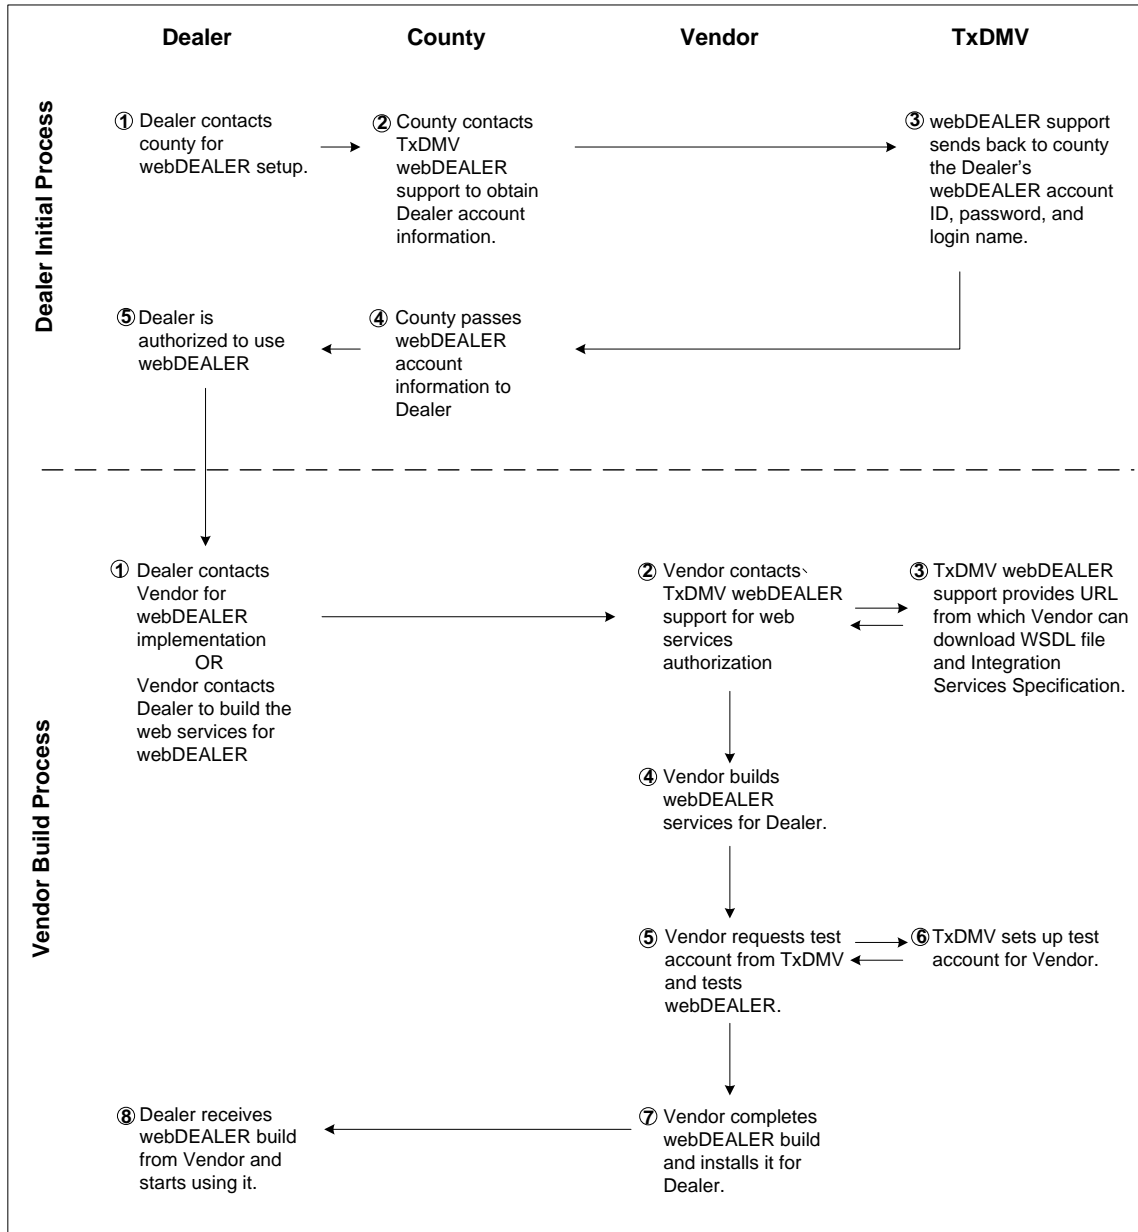 Dealer
County
Vendor
TxDMV
Dealer Initial Process
① Dealer contacts
county for
webDEALER setup.
② County contacts
TxDMV
webDEALER
support to obtain
Dealer account
information.
③ webDEALER support
sends back to county
the Dealer's
webDEALER account
ID, password, and
login name.
④ County passes
webDEALER
account
information to
Dealer
⑤ Dealer is
authorized to use
webDEALER
Vendor Build Process
① Dealer contacts
Vendor for
webDEALER
implementation
OR
Vendor contacts
Dealer to build the
web services for
webDEALER
② Vendor contacts
TxDMV webDEALER
support for web
services
authorization
③ TxDMV webDEALER
support provides URL
from which Vendor can
download WSDL file
and Integration
Services Specification.
④ Vendor builds
webDEALER
services for Dealer.
⑤ Vendor requests test
account from TxDMV
and tests
webDEALER.
⑥ TxDMV sets up test
account for Vendor.
⑦ Vendor completes
webDEALER build
and installs it for
Dealer.
⑧ Dealer receives
webDEALER build
from Vendor and
starts using it.